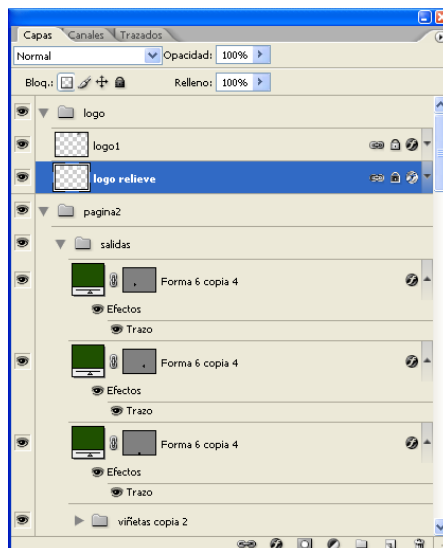 Capas Canales Trazados
Normal Opacidad: 100%
Bloq.: Relleno: 100%
logo
logo1
logo relieve
pagina2
salidas
Forma 6 copia 4
Efectos
Trazo
Forma 6 copia 4
Efectos
Trazo
Forma 6 copia 4
Efectos
Trazo
viñetas copia 2